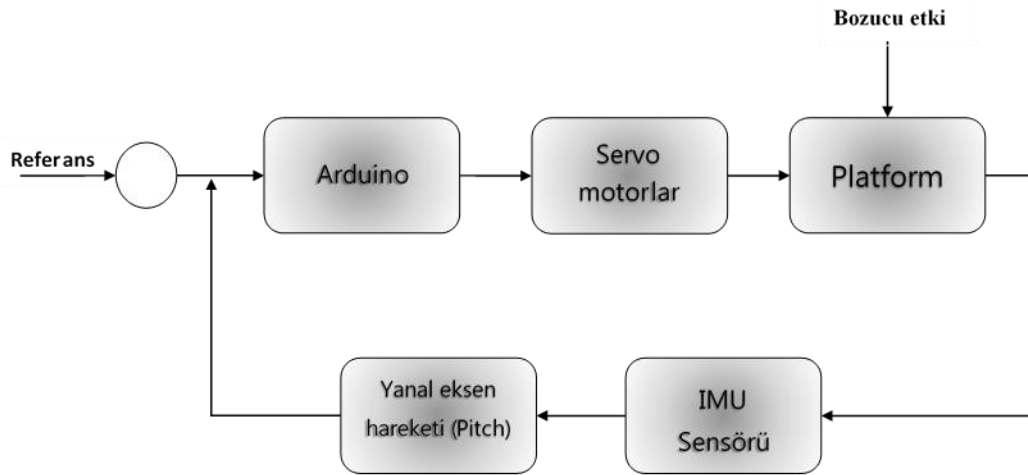 Bozucu etki
Referans
Arduino
Servo
motorlar
Platform
Yanal eksen
hareketi (Pitch)
IMU
Sensörü